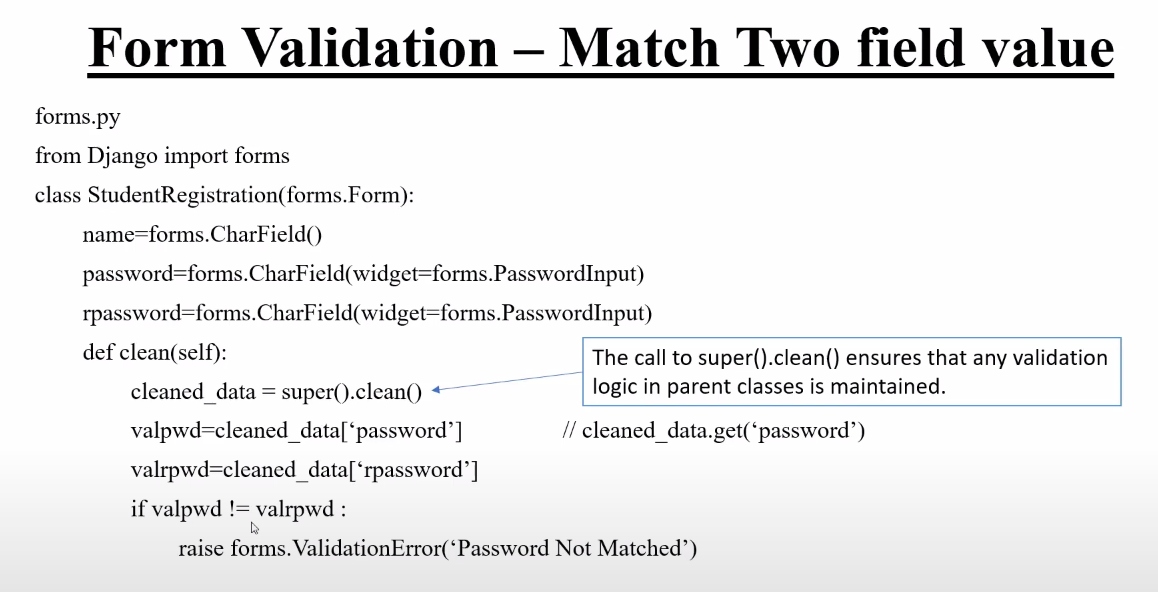 Form Validation – Match Two field value
forms.py
from Django import forms
class StudentRegistration(forms.Form):
name=forms.CharField()
password=forms.CharField(widget=forms.PasswordInput)
rpassword=forms.CharField(widget=forms.PasswordInput)
def clean(self):
The call to super().clean() ensures that any validation
logic in parent classes is maintained.
cleaned_data = super().clean()
valpwd=cleaned_data[‘password’] // cleaned_data.get(‘password’)
valrpwd=cleaned_data[‘rpassword’]
if valpwd != valrpwd :
raise forms.ValidationError(‘Password Not Matched’)